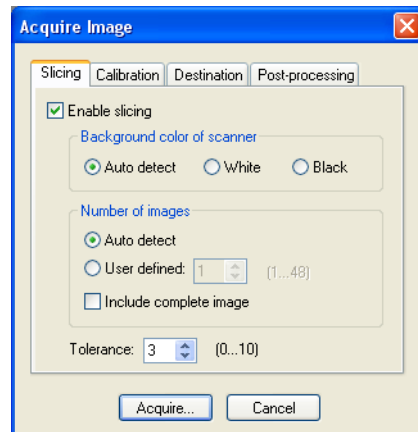 Acquire Image
Slicing Calibration Destination Post-processing
Enable slicing
Background color of scanner
Auto detect White Black
Number of images
Auto detect
User defined: 1 (1...48)
Include complete image
Tolerance: 3 (0...10)
Acquire... Cancel